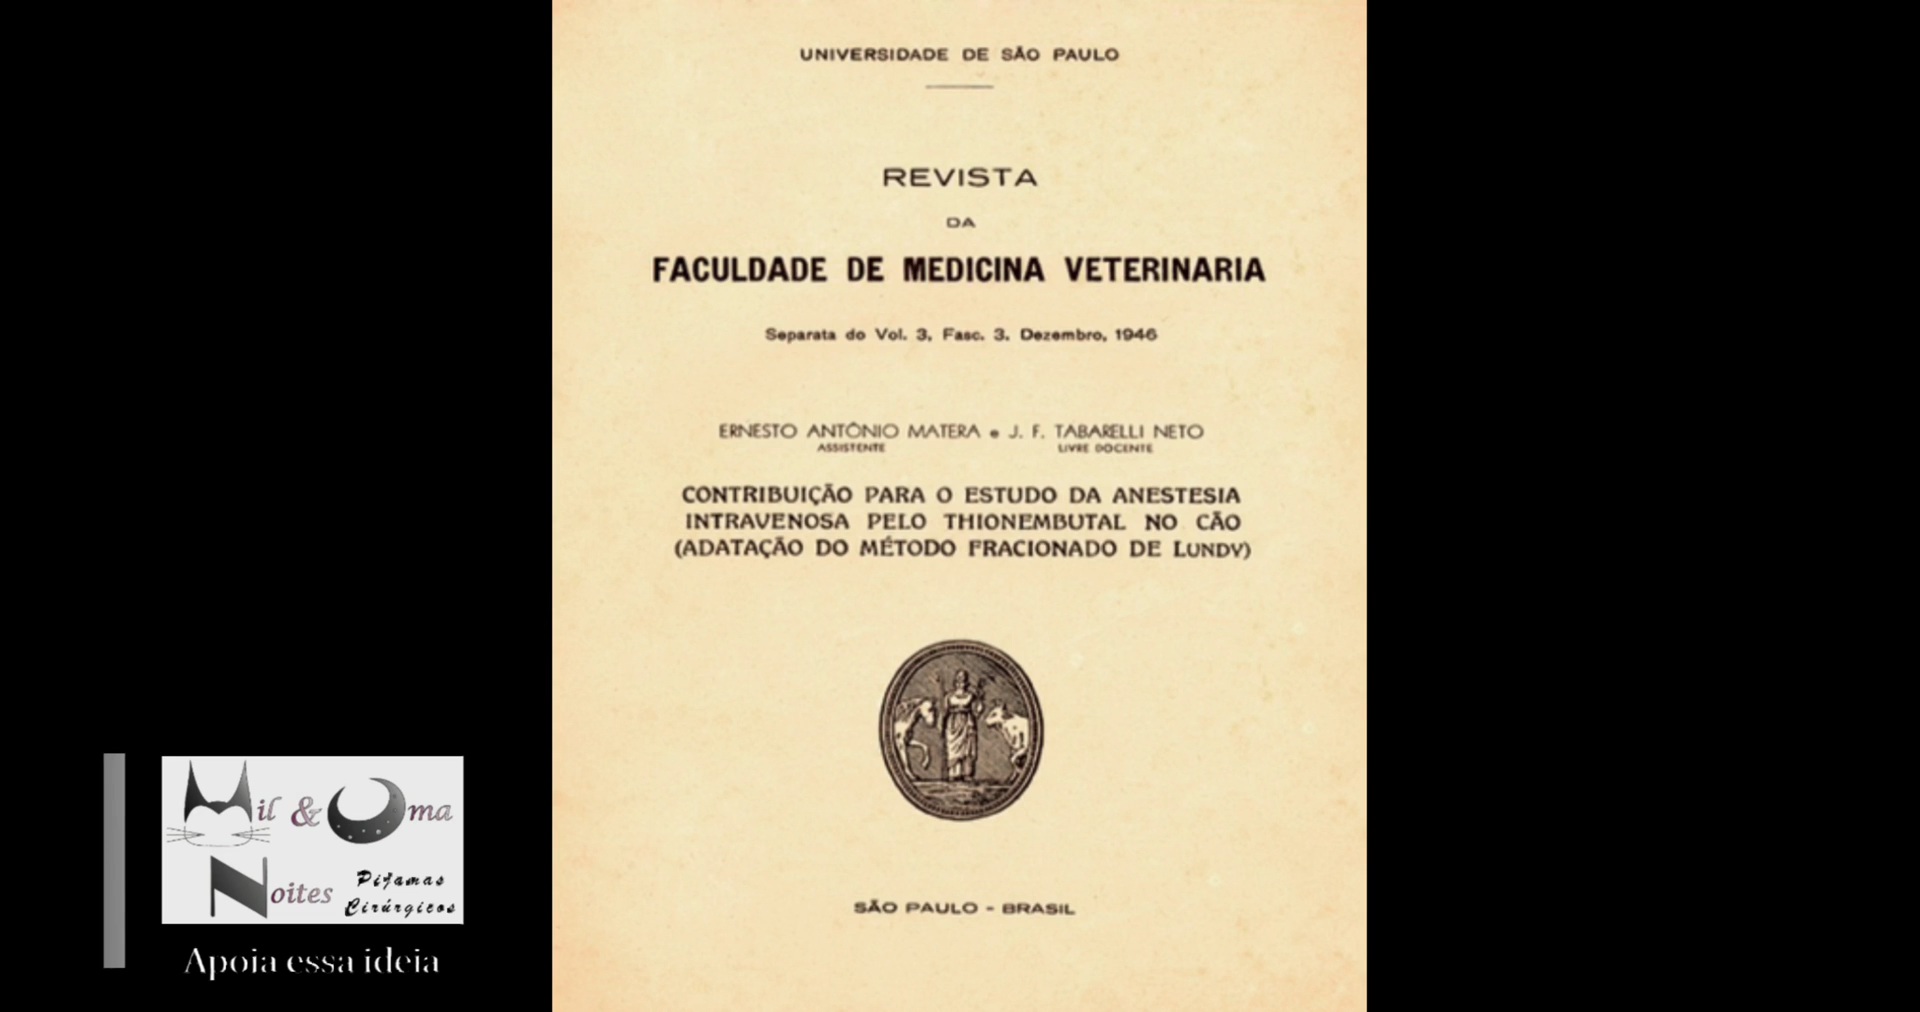 UNIVERSIDADE DE SÃO PAULO
REVISTA
DA
FACULDADE DE MEDICINA VETERINARIA
Separata do Vol. 3, Fasc. 3. Dezembro, 1946
ERNESTO ANTÔNIO MATERA e J. F. TABARELLI NETO
ASSISTENTE LIVRE DOCENTE
CONTRIBUIÇÃO PARA O ESTUDO DA ANESTESIA
INTRAVENOSA PELO THIONEMBUTAL NO CÃO
(ADATAÇÃO DO MÉTODO FRACIONADO DE LUNDY)
SÃO PAULO - BRASIL
Mil & Uma
Noites Pijamas
Cirúrgicos
Apoia essa ideia